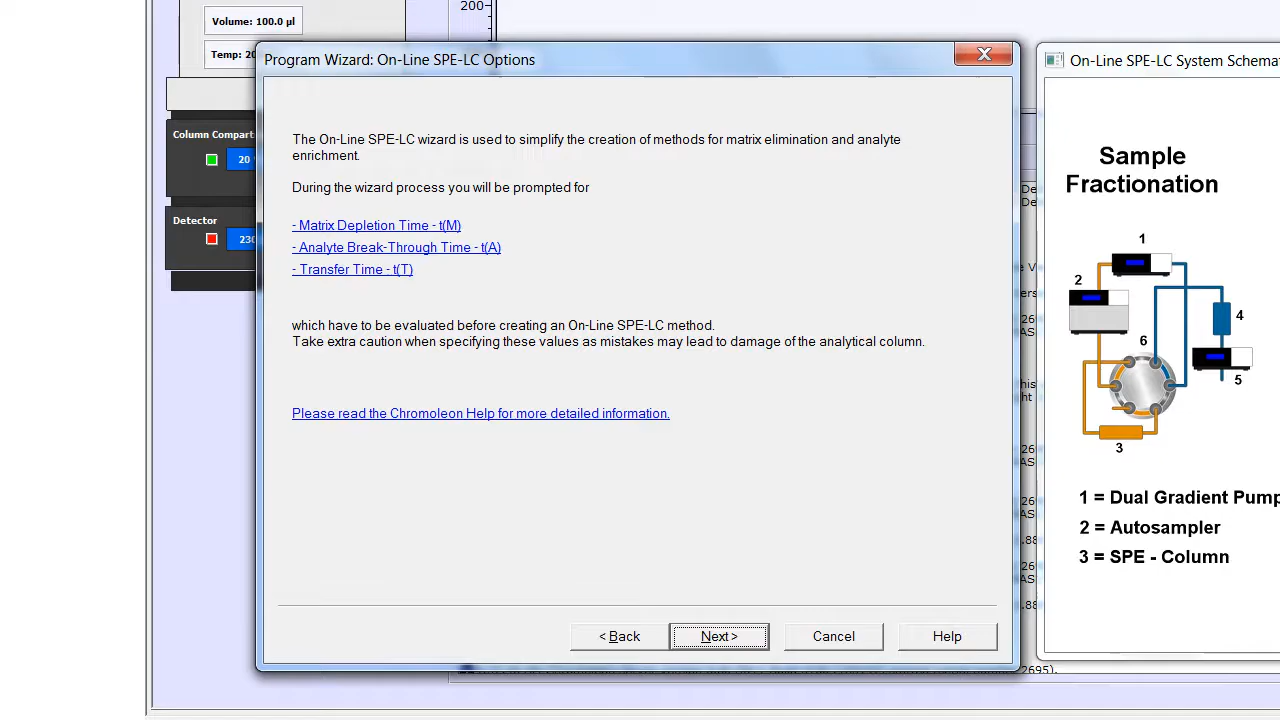 200
Volume: 100.0 µl
Temp: 20
Program Wizard: On-Line SPE-LC Options
On-Line SPE-LC System Schema
The On-Line SPE-LC wizard is used to simplify the creation of methods for matrix elimination and analyte
enrichment.
During the wizard process you will be prompted for
- Matrix Depletion Time - t(M)
- Analyte Break-Through Time - t(A)
- Transfer Time - t(T)
which have to be evaluated before creating an On-Line SPE-LC method.
Take extra caution when specifying these values as mistakes may lead to damage of the analytical column.
Please read the Chromoleon Help for more detailed information.
< Back
Next >
Cancel
Help
Column Compart
20
Detector
230
Sample
Fractionation
1
2
4
6
5
3
1 = Dual Gradient Pump
2 = Autosampler
3 = SPE - Column